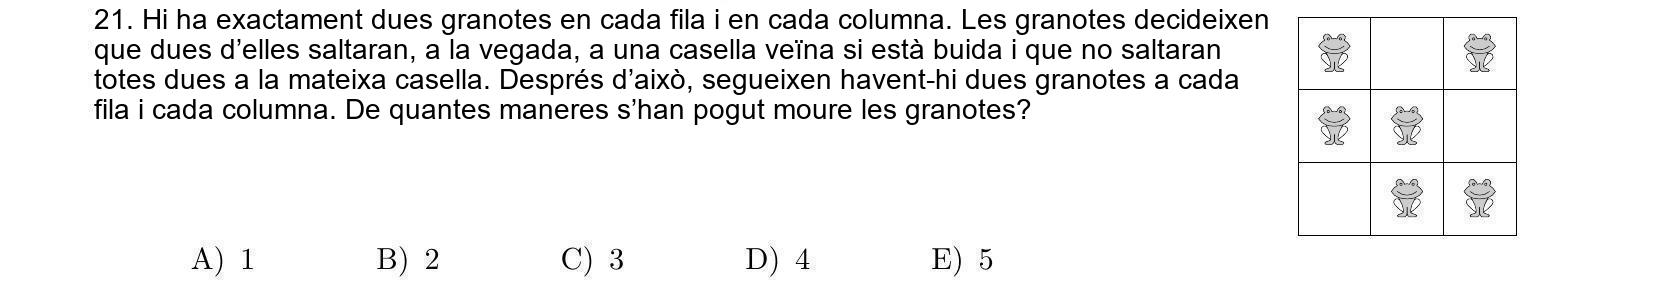 21. Hi ha exactament dues granotes en cada fila i en cada columna. Les granotes decideixen
que dues d’elles saltaran, a la vegada, a una casella veïna si està buida i que no saltaran
totes dues a la mateixa casella. Després d’això, segueixen havent-hi dues granotes a cada
fila i cada columna. De quantes maneres s’han pogut moure les granotes?
A) 1 B) 2 C) 3 D) 4 E) 5